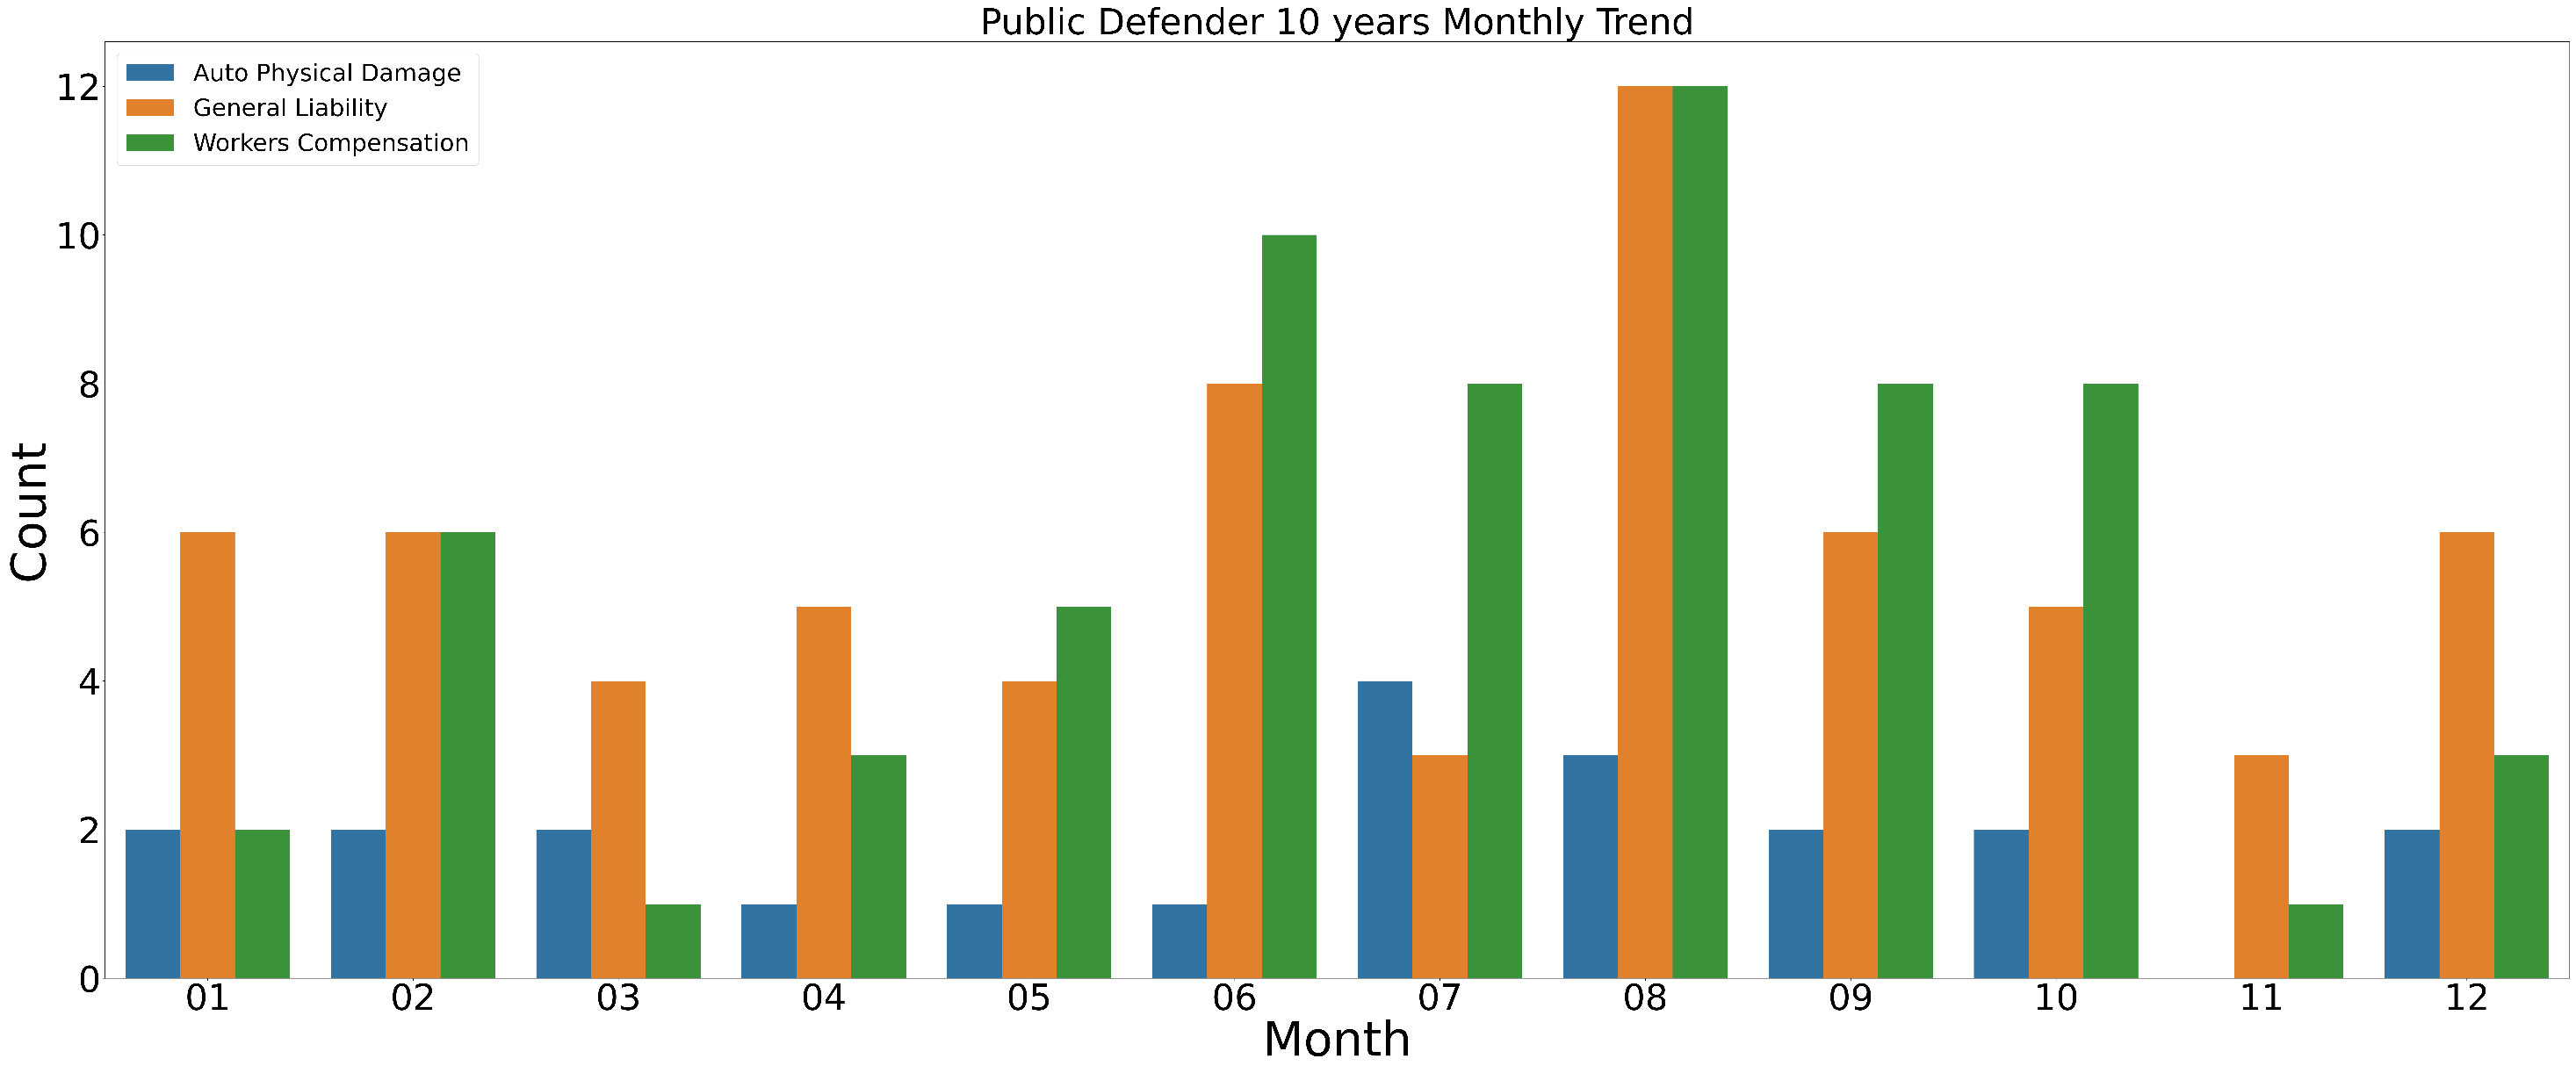 Public Defender 10 years Monthly Trend
Auto Physical Damage
General Liability
Workers Compensation
12
10
8
6
4
2
0
Count
01 02 03 04 05 06 07 08 09 10 11 12
Month